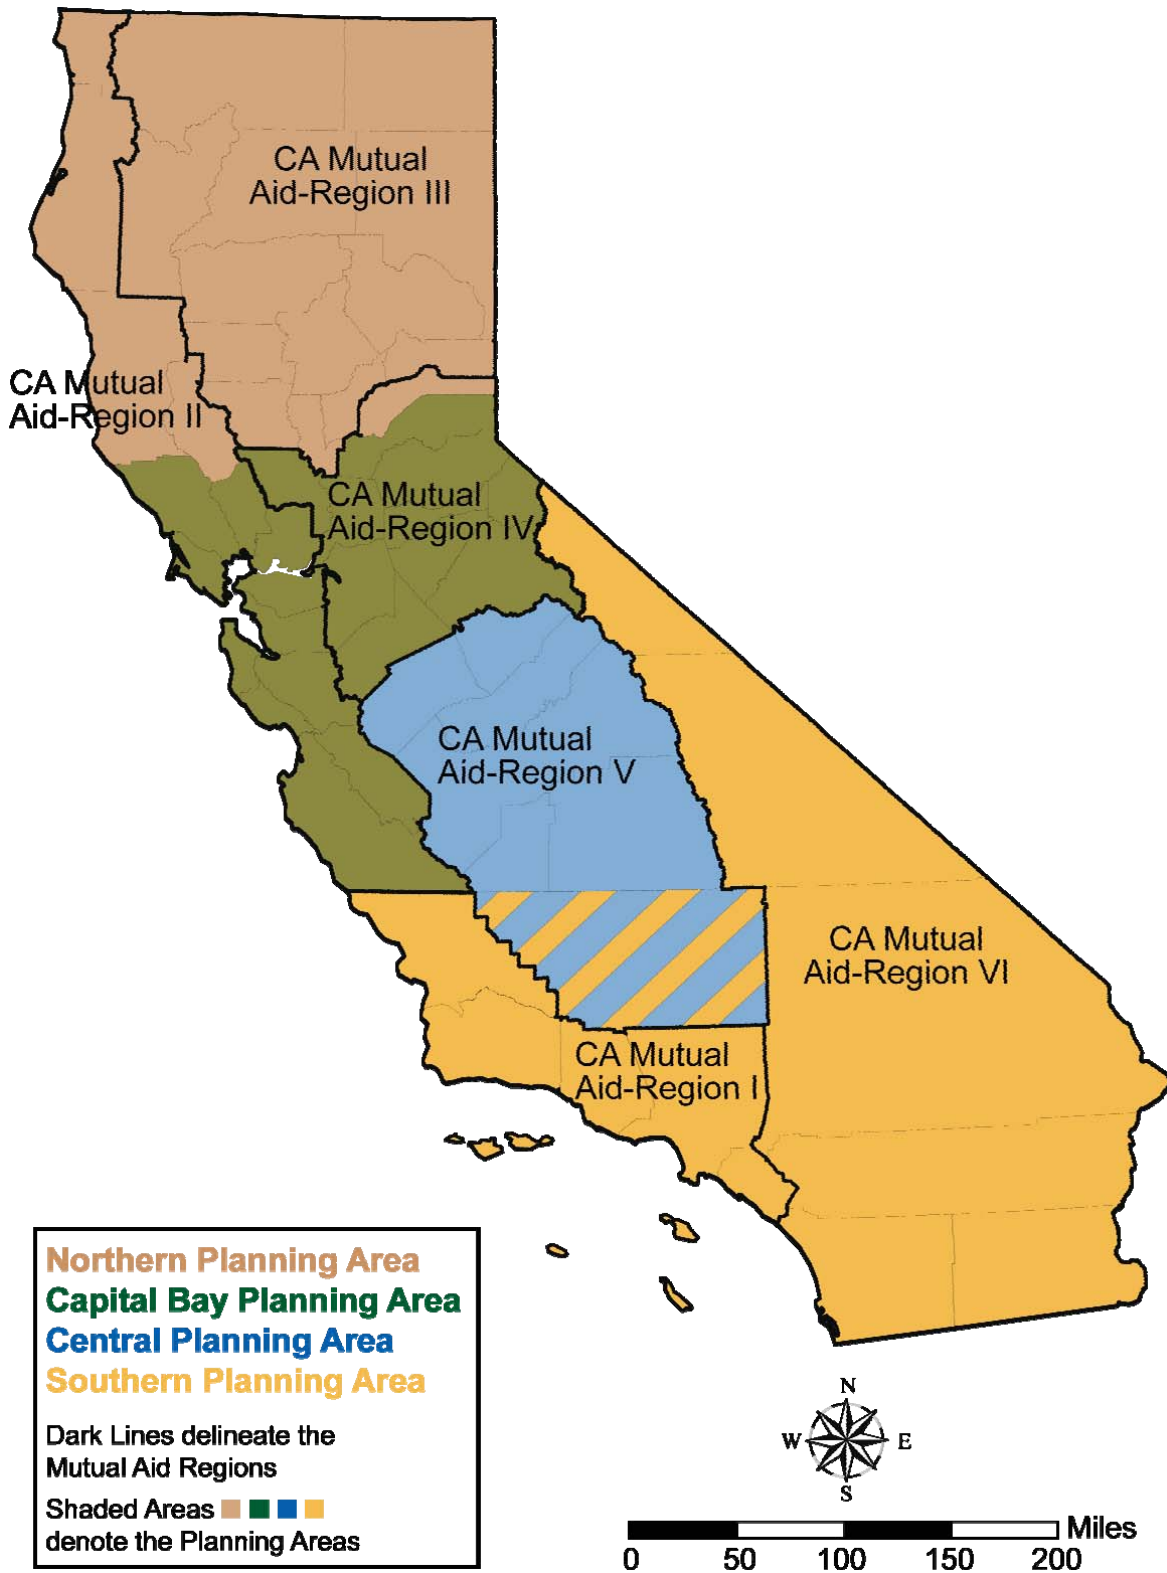 CA Mutual
Aid-Region III
CA Mutual
Aid-Region II
CA Mutual
Aid-Region IV
CA Mutual
Aid-Region V
CA Mutual
Aid-Region VI
CA Mutual
Aid-Region I
Northern Planning Area
Capital Bay Planning Area
Central Planning Area
Southern Planning Area
Dark Lines delineate the
Mutual Aid Regions
Shaded Areas
denote the Planning Areas
N
W E
S
Miles
0 50 100 150 200